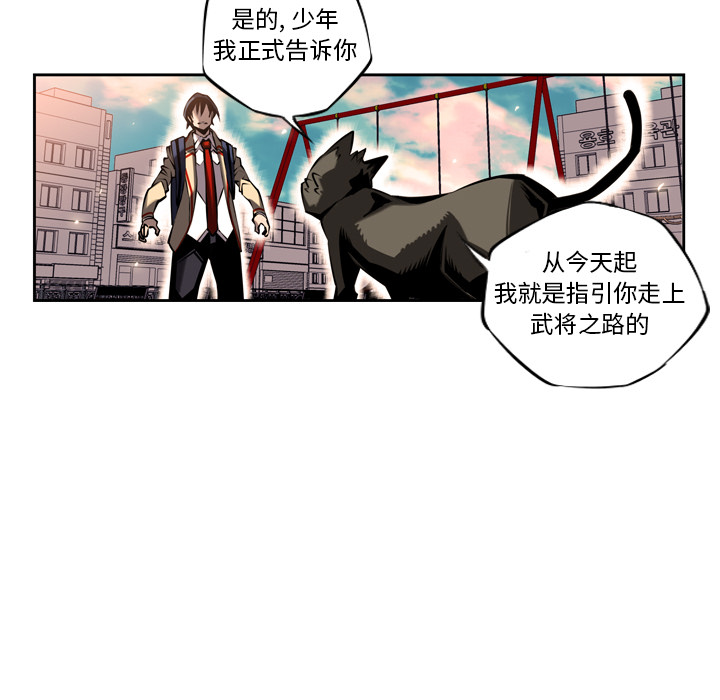 是的, 少年
我正式告诉你
从今天起
我就是指引你走上
武将之路的